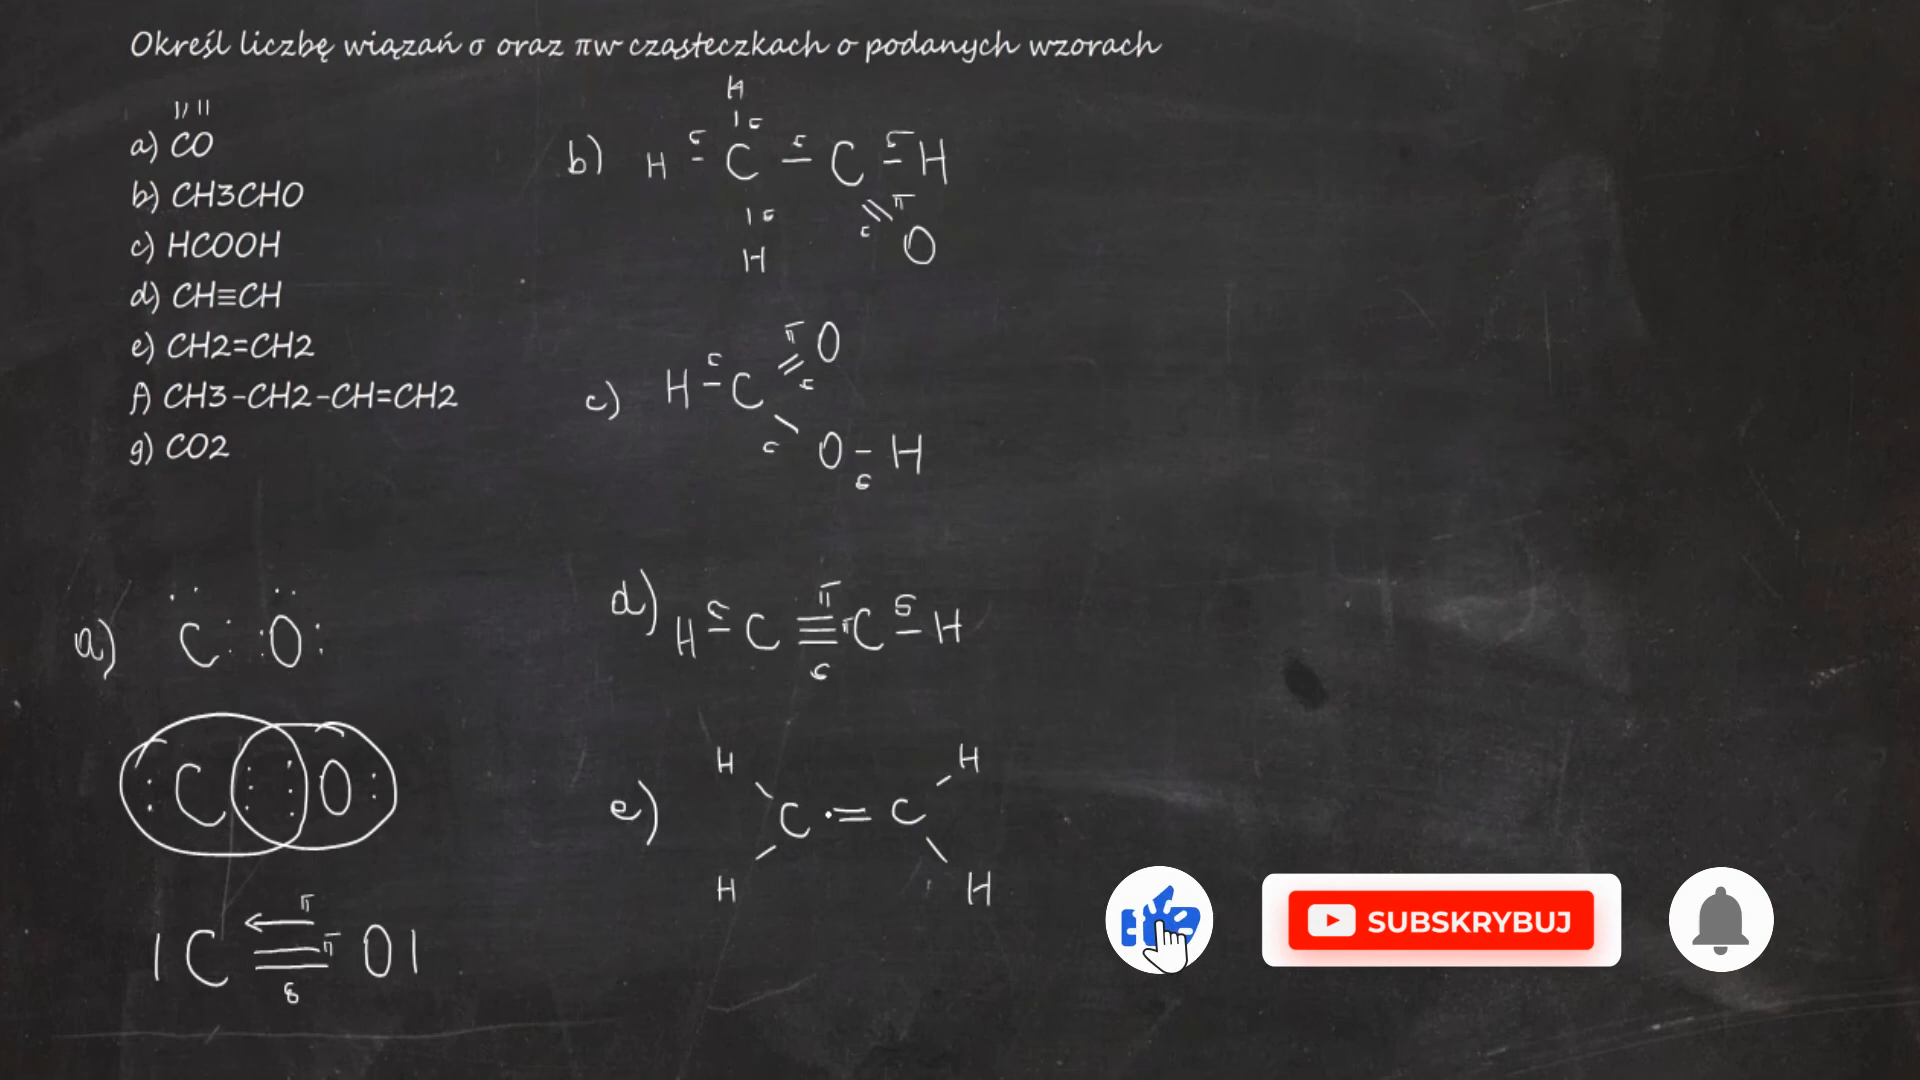 Określ liczbę wiązań σ oraz πw cząsteczkach o podanych wzorach
a) CO
b) CH3CHO
c) HCOOH
d) CH≡CH
e) CH2=CH2
f) CH3-CH2-CH=CH2
g) CO2
a) C O
C O
π
|C ≡ π O|
σ
b) H
σ
H σ - C σ - C σ - H
σ π
H σ O
c) π O
H σ - C σ
σ O - H
σ
d) π
H σ - C ≡ π C σ - H
σ
e) H H
C = C
H H
SUBSKRYBUJ